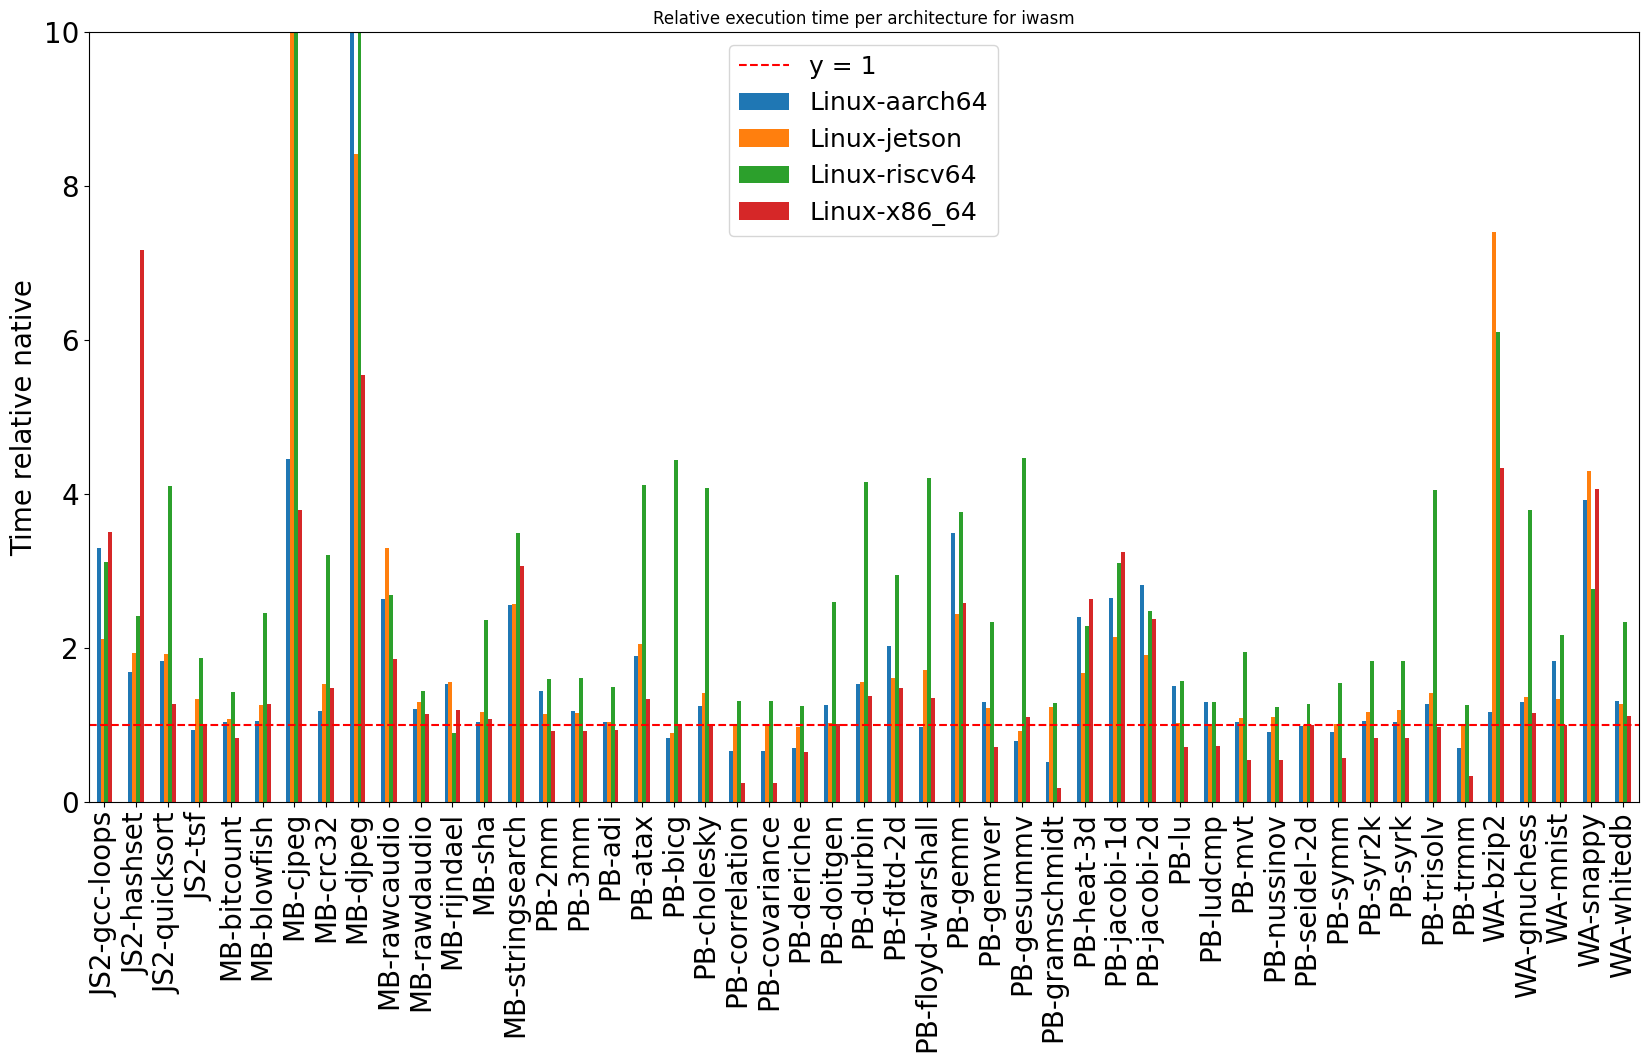 Relative execution time per architecture for iwasm
Time relative native
10
8
6
4
2
0
y = 1
Linux-aarch64
Linux-jetson
Linux-riscv64
Linux-x86_64
JS2-gcc-loops
JS2-hashset
JS2-quicksort
JS2-tsf
MB-bitcount
MB-blowfish
MB-cjpeg
MB-crc32
MB-djpeg
MB-rawcaudio
MB-rawdaudio
MB-rijndael
MB-sha
MB-stringsearch
PB-2mm
PB-3mm
PB-adi
PB-atax
PB-bicg
PB-cholesky
PB-correlation
PB-covariance
PB-deriche
PB-doitgen
PB-durbin
PB-fdtd-2d
PB-floyd-warshall
PB-gemm
PB-gemver
PB-gesummv
PB-gramschmidt
PB-heat-3d
PB-jacobi-1d
PB-jacobi-2d
PB-lu
PB-ludcmp
PB-mvt
PB-nussinov
PB-seidel-2d
PB-symm
PB-syr2k
PB-syrk
PB-trisolv
PB-trmm
WA-bzip2
WA-gnuchess
WA-mnist
WA-snappy
WA-whitedb